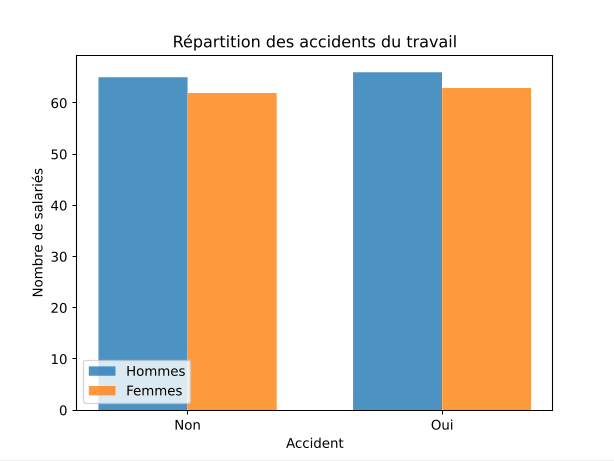 Répartition des accidents du travail
Nombre de salariés
60
50
40
30
20
10
0
Hommes
Femmes
Non
Oui
Accident